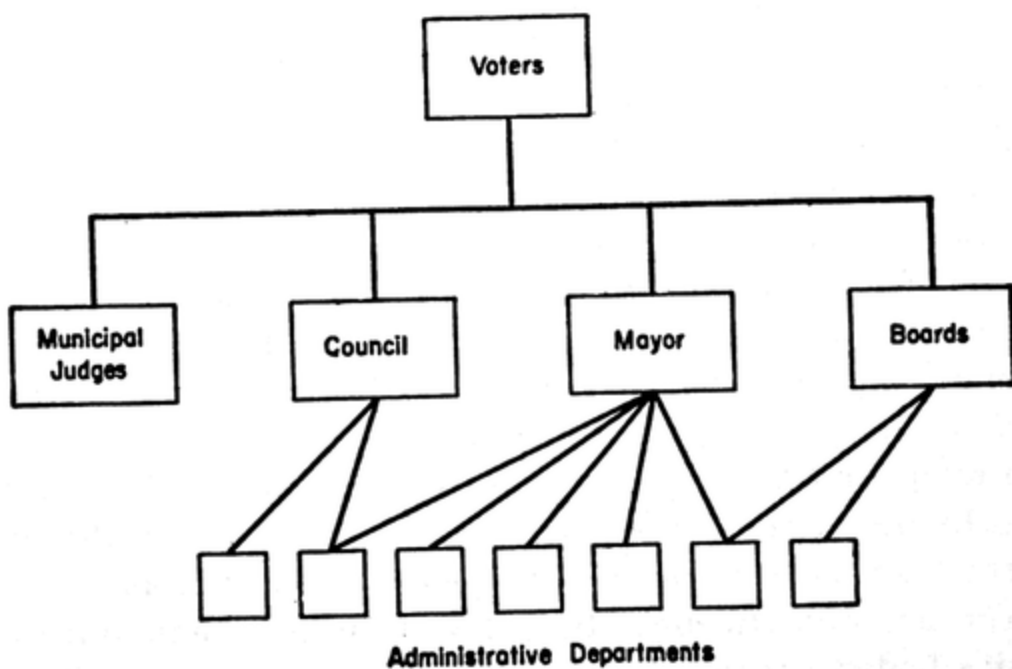 Voters
Municipal
Judges
Council
Mayor
Boards
Administrative Departments